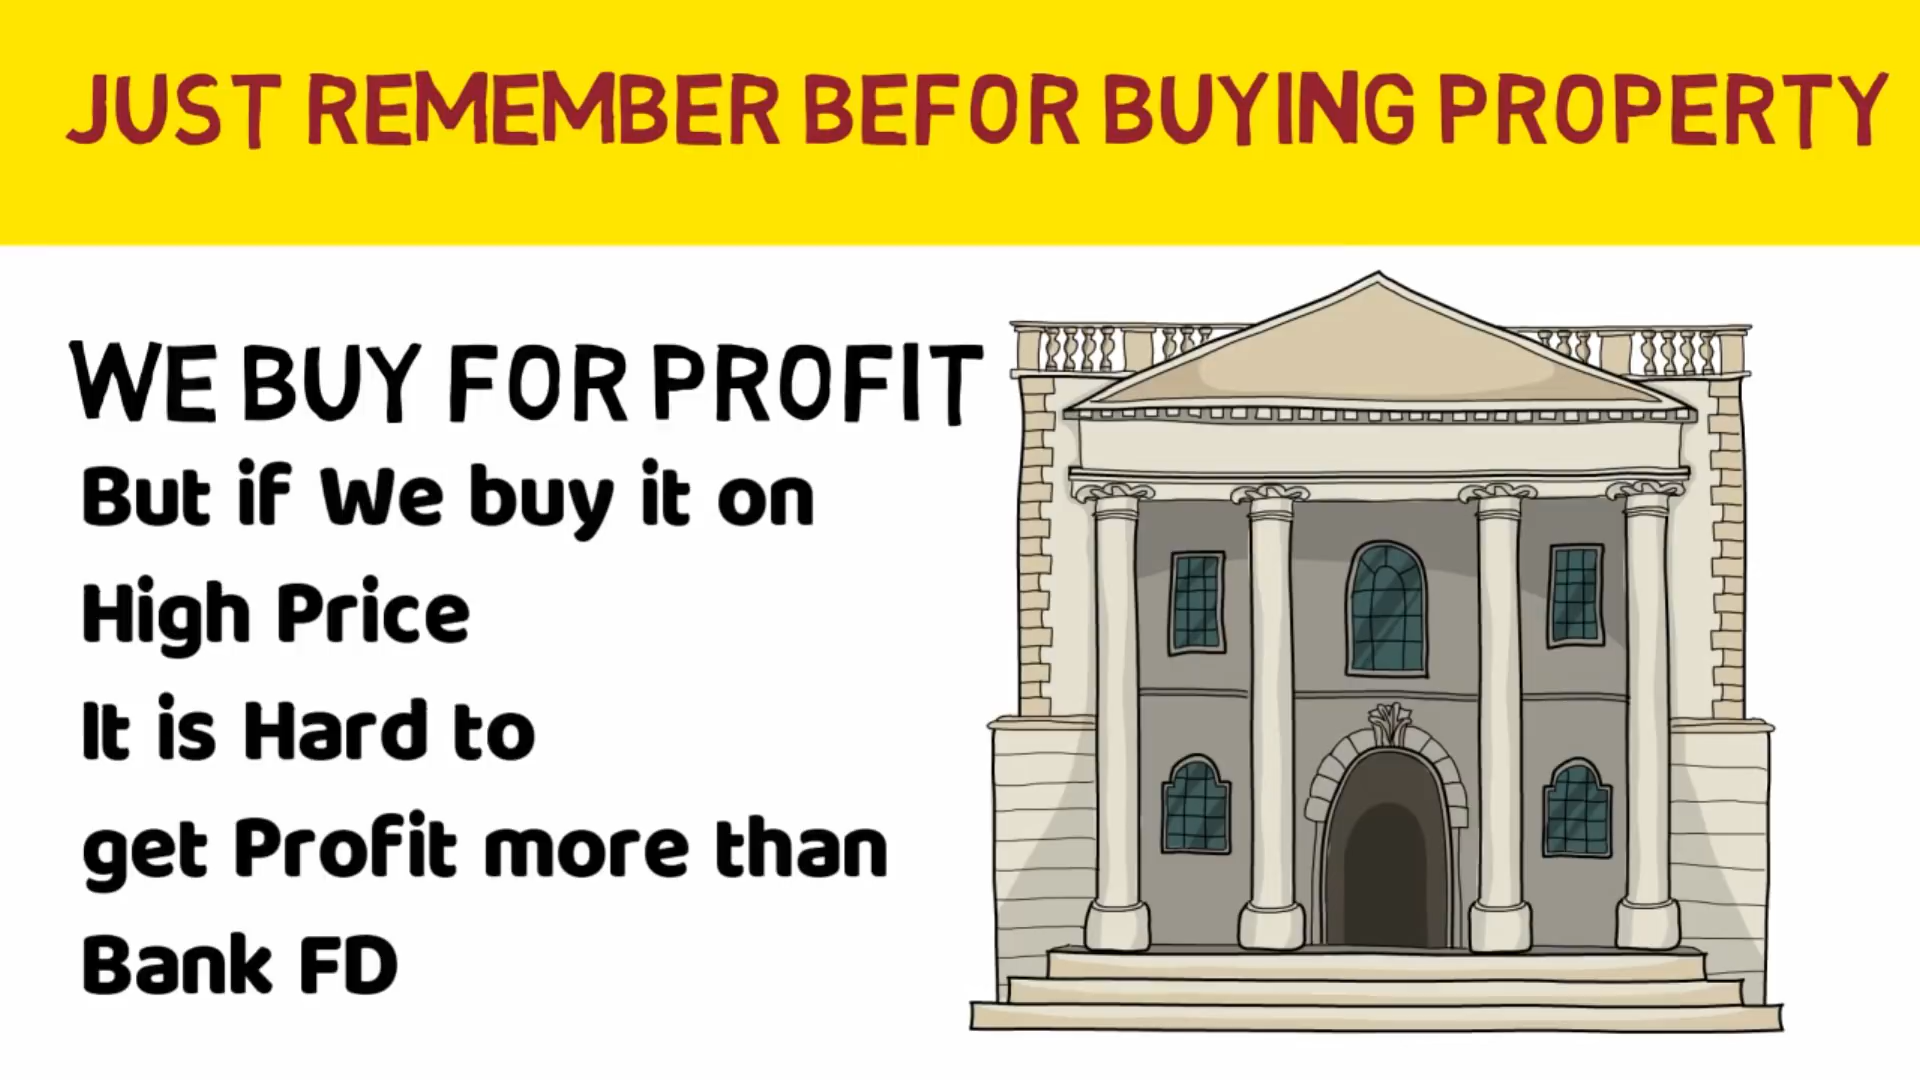 JUST REMEMBER BEFOR BUYING PROPERTY
WE BUY FOR PROFIT
But if We buy it on
High Price
It is Hard to
get Profit more than
Bank FD